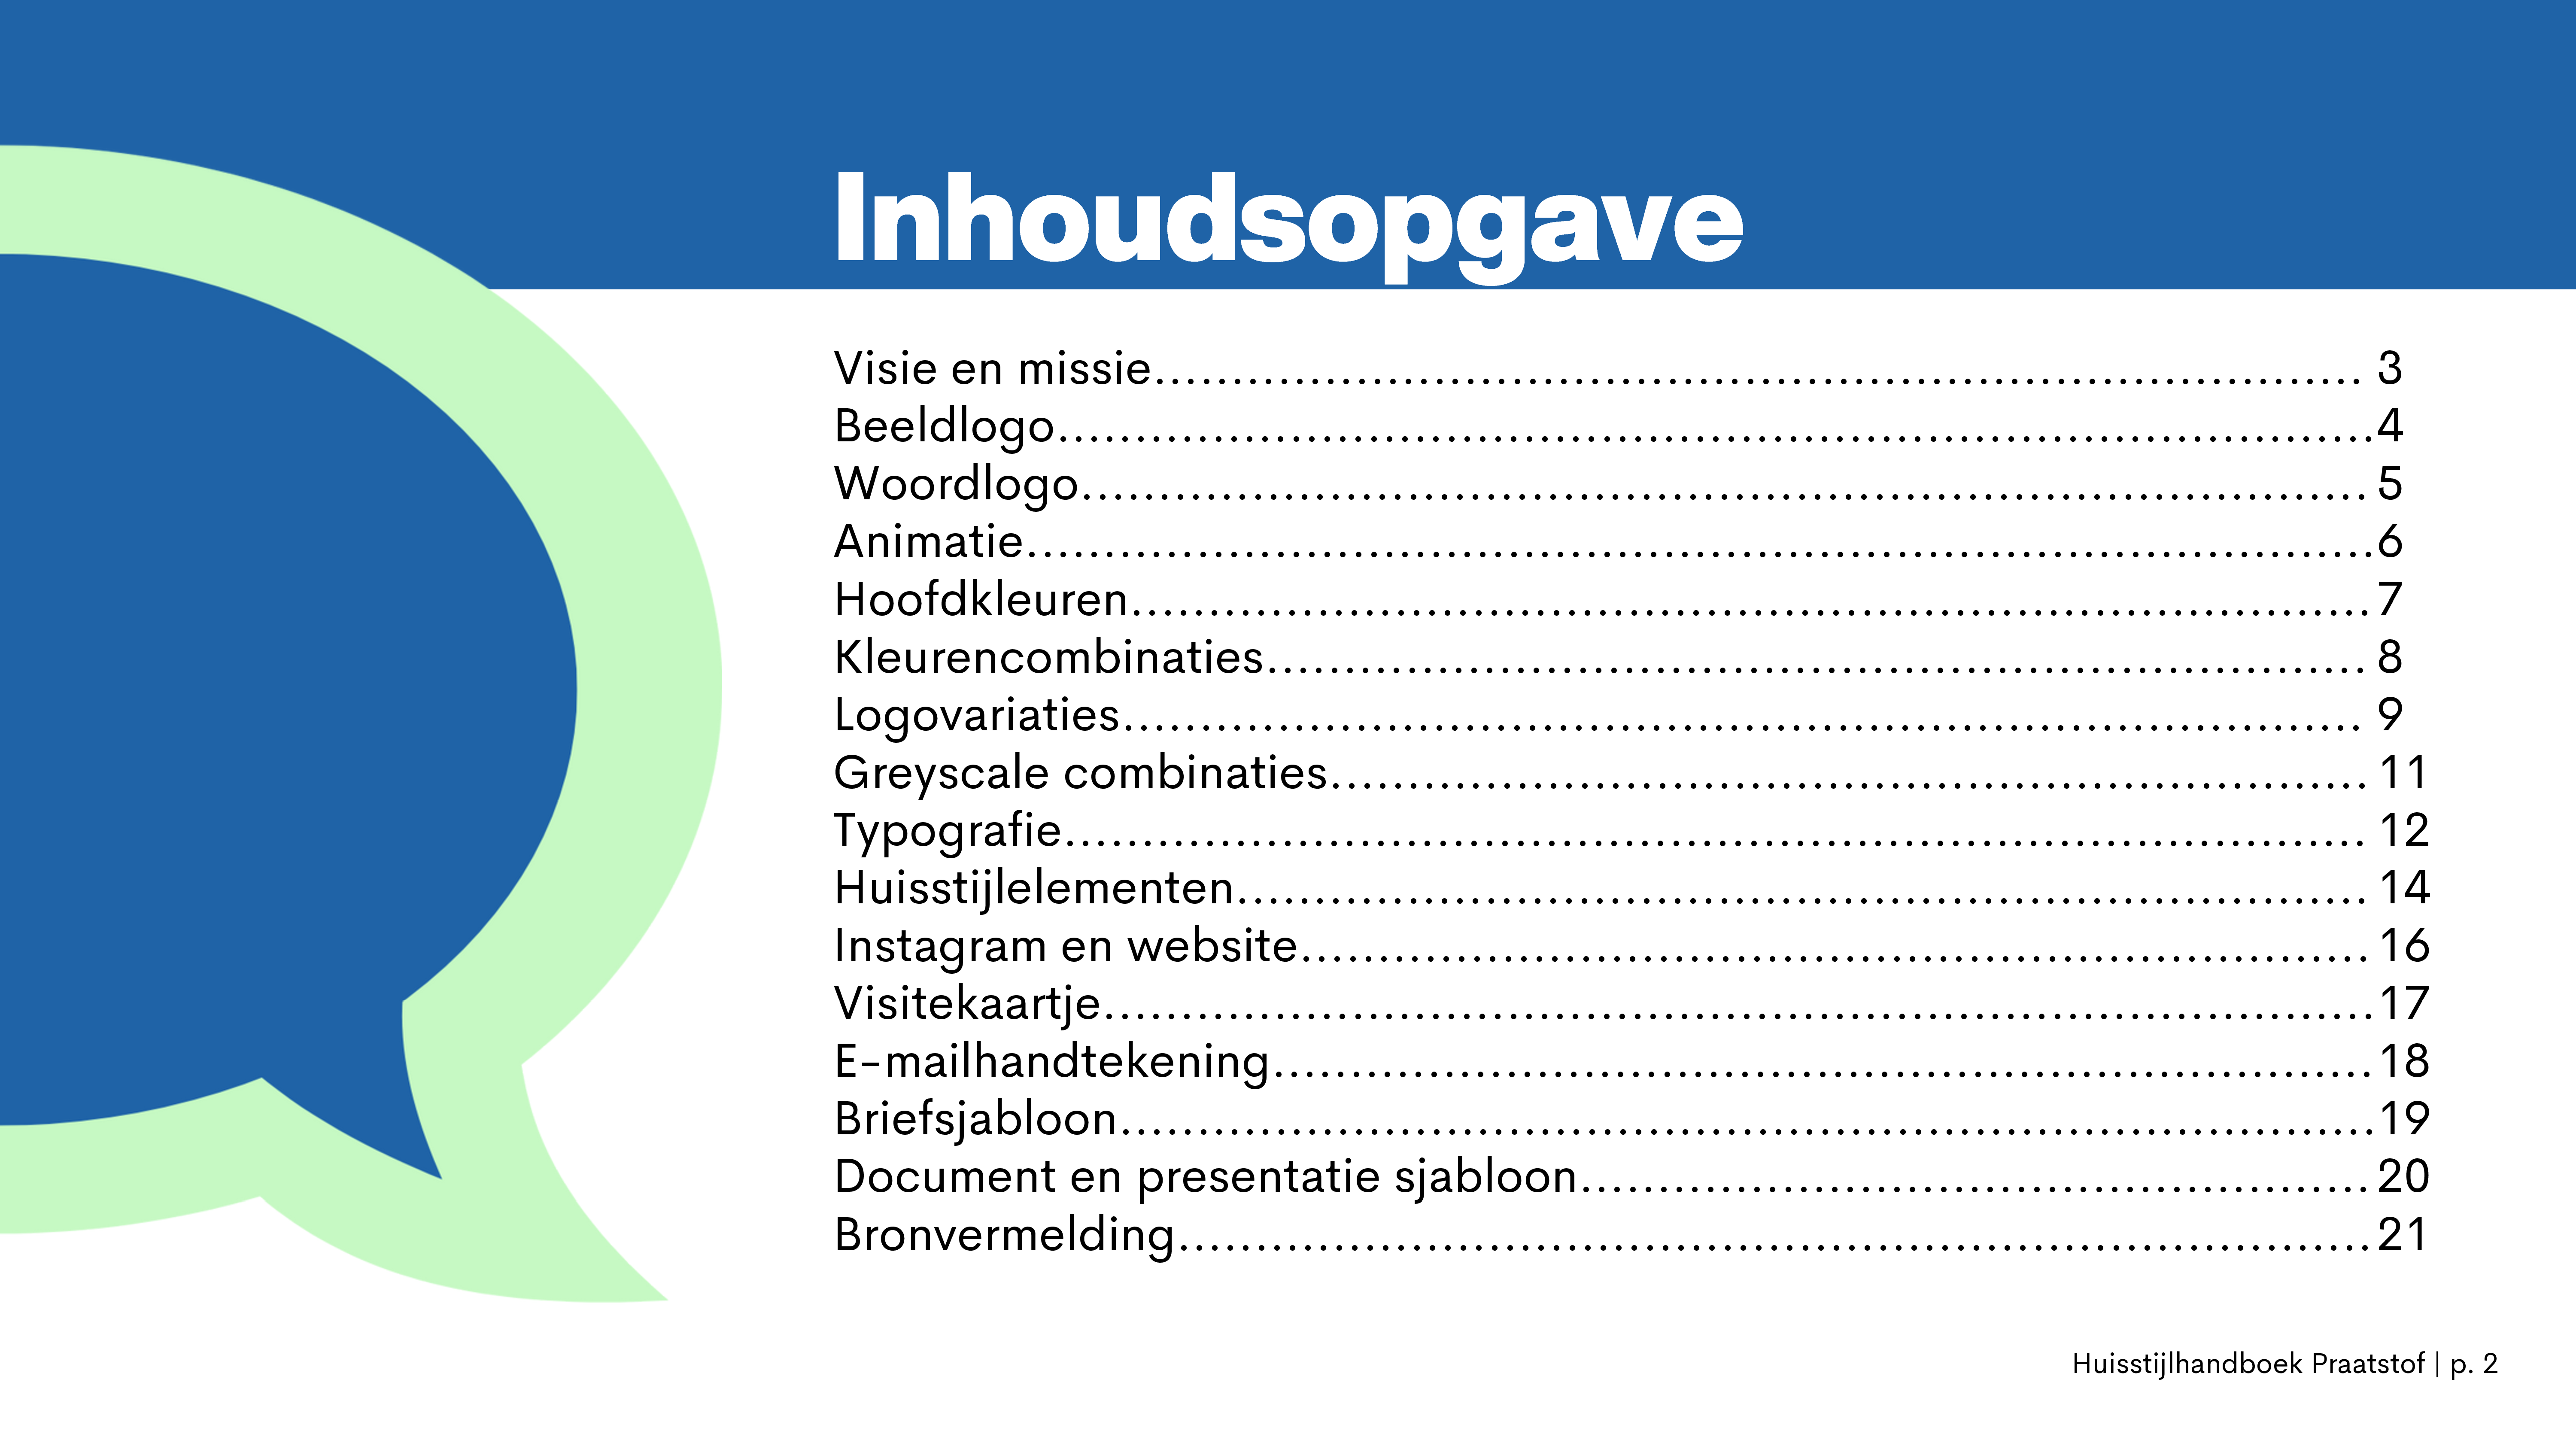 Inhoudsopgave
Visie en missie........................................................................ 3
Beeldlogo..............................................................................4
Woordlogo............................................................................ 5
Animatie................................................................................6
Hoofdkleuren.........................................................................7
Kleurencombinaties................................................................. 8
Logovariaties.......................................................................... 9
Greyscale combinaties............................................................. 11
Typografie............................................................................. 12
Huisstijlelementen................................................................... 14
Instagram en website............................................................... 16
Visitekaartje...........................................................................17
E-mailhandtekening.................................................................18
Briefsjabloon..........................................................................19
Document en presentatie sjabloon.............................................20
Bronvermelding......................................................................21
Huisstijlhandboek Praatstof | p. 2